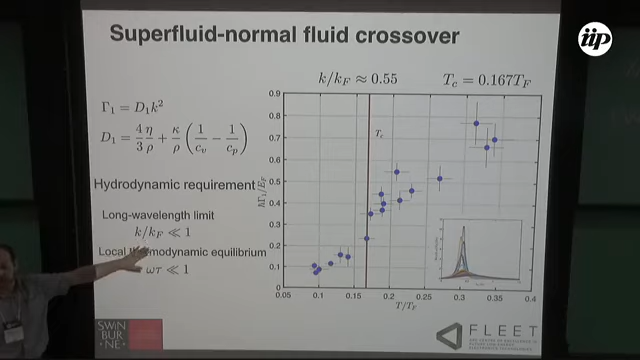 Superfluid-normal fluid crossover
iip
k/k_F ≈ 0.55
T_c = 0.167T_F
Γ₁ = D₁k²
D₁ = 4/3 η/ρ + κ/ρ (1/c_v − 1/c_p)
Hydrodynamic requirement
Long-wavelength limit
k/k_F ≪ 1
Local thermodynamic equilibrium
ωτ ≪ 1
ħΓ₁/E_F
0.9
0.8
0.7
0.6
0.5
0.4
0.3
0.2
0.1
0
T_c
0.05
0.1
0.15
0.2
0.25
0.3
0.35
0.4
T/T_F
SWIN
BUR
NE
FLEET